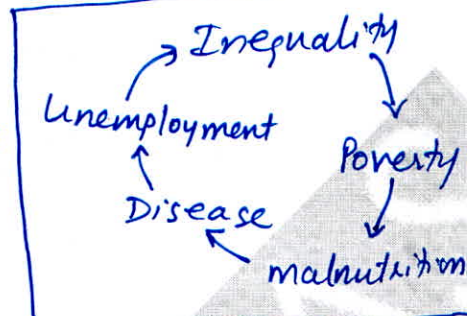 Inequality
Unemployment
Poverty
Disease
malnutrition